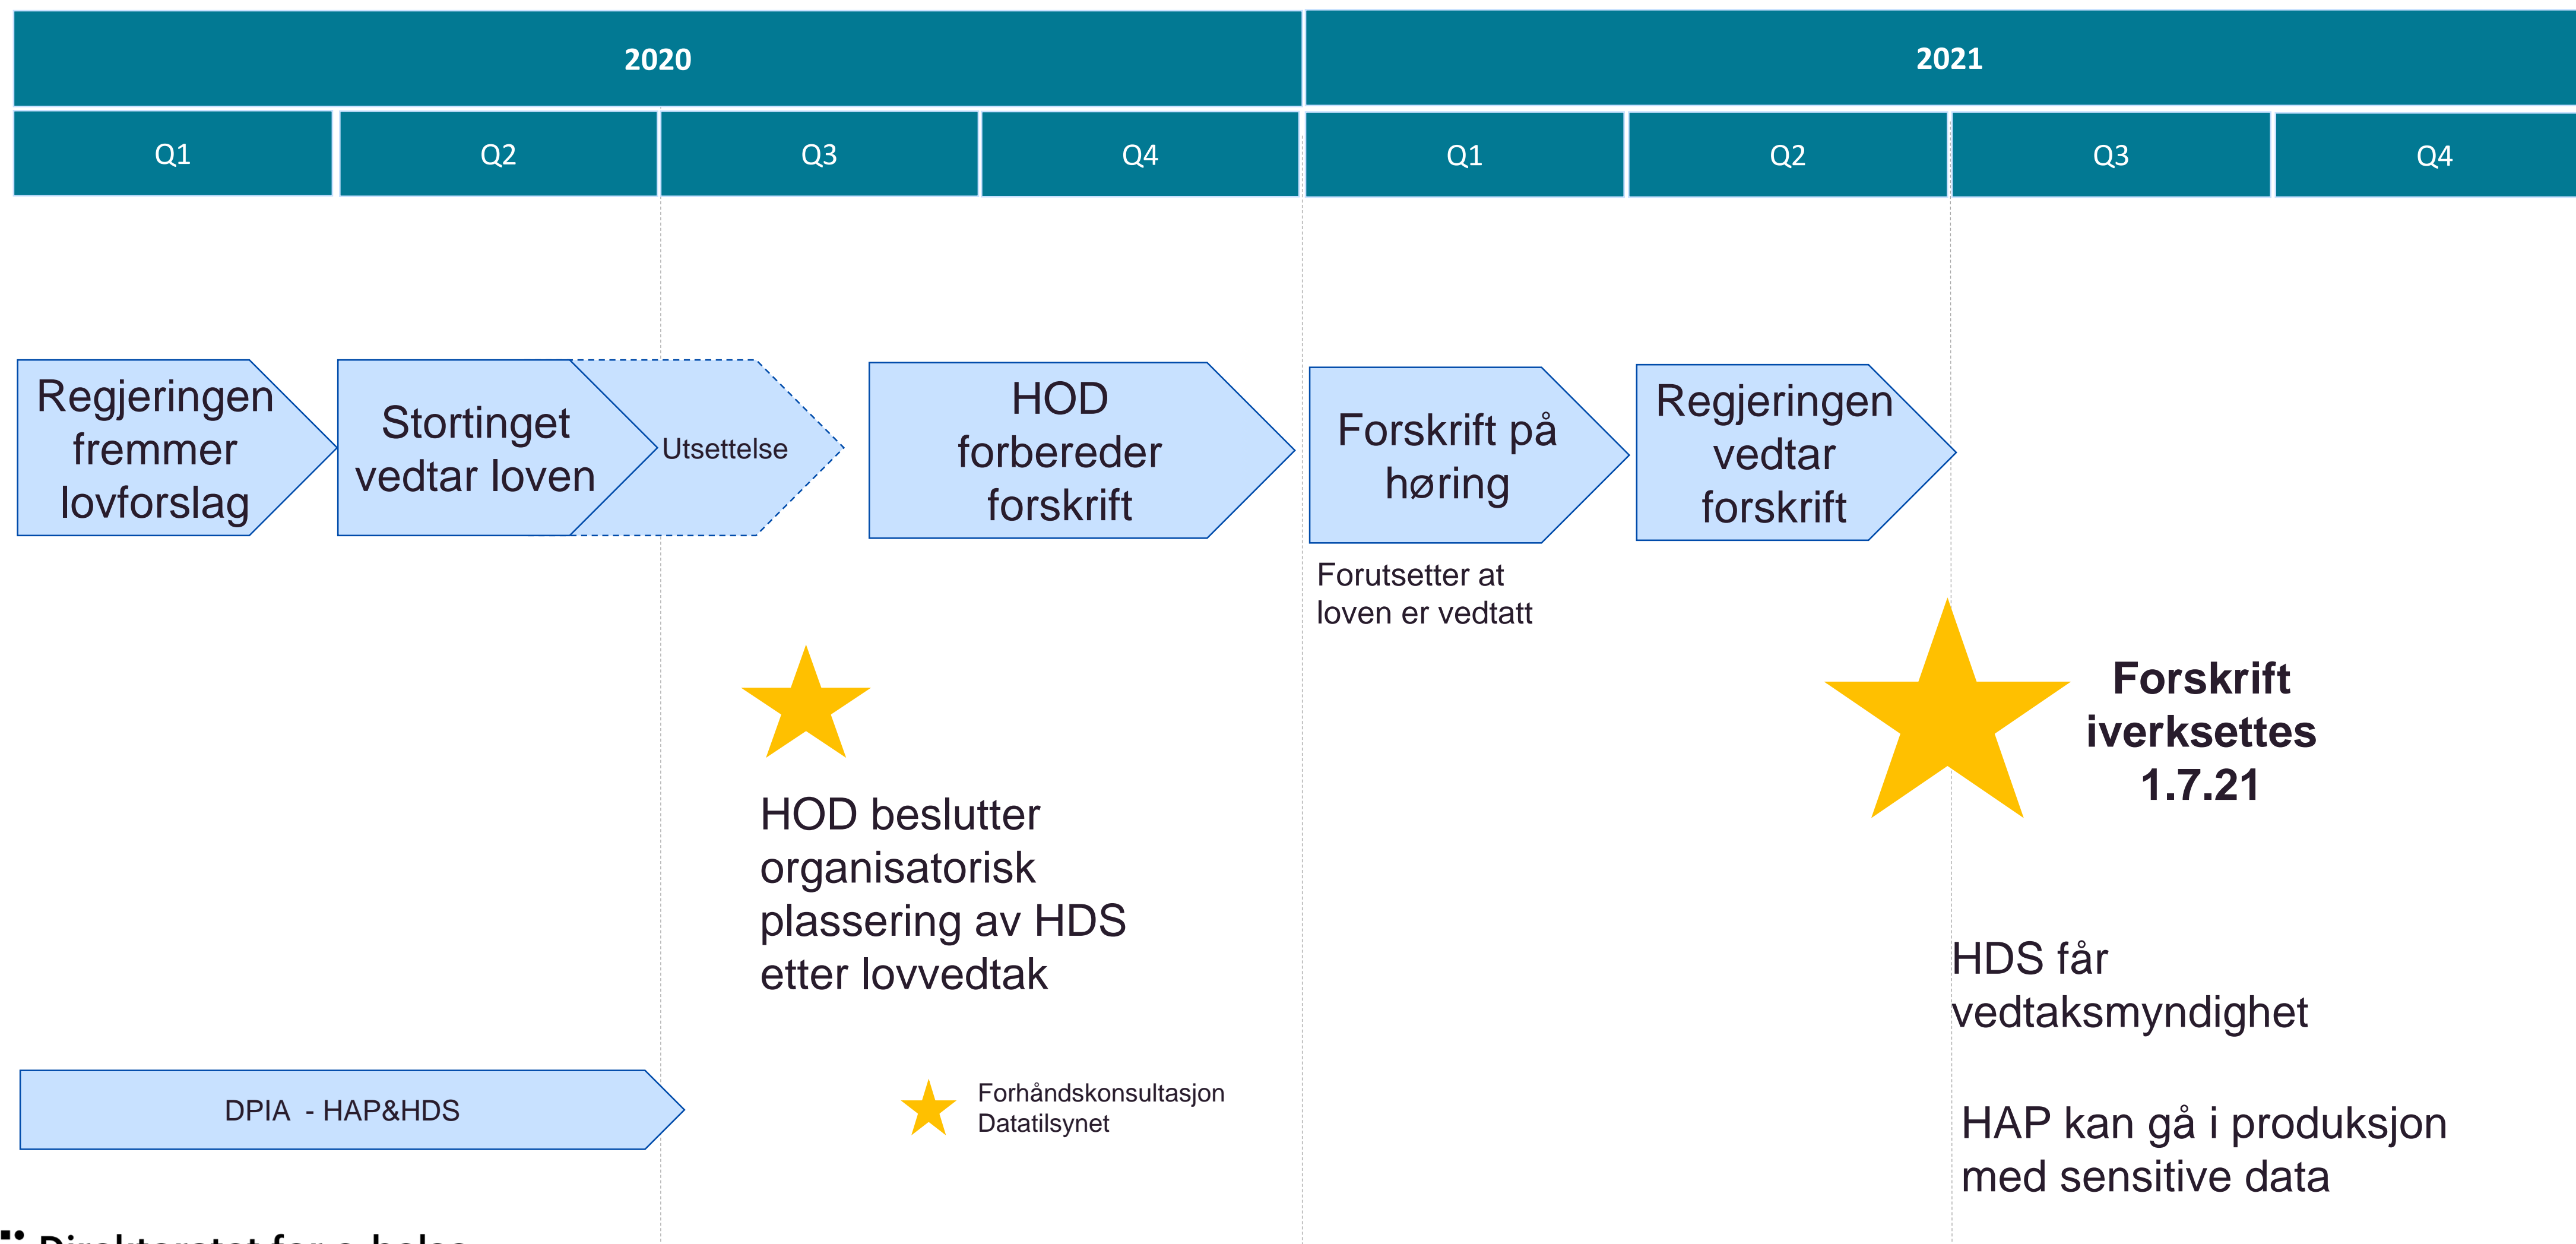 2020
2021
Q1
Q2
Q3
Q4
Q1
Q2
Q3
Q4
Regjeringen
fremmer
lovforslag
Stortinget
vedtar loven
Utsettelse
HOD
forbereder
forskrift
Forskrift på
høring
Regjeringen
vedtar
forskrift
Forutsetter at
loven er vedtatt
Forskrift
iverksettes
1.7.21
HOD beslutter
organisatorisk
plassering av HDS
etter lovvedtak
HDS får
vedtaksmyndighet
DPIA - HAP&HDS
Forhåndskonsultasjon
Datatilsynet
HAP kan gå i produksjon
med sensitive data
Direktoratet for e-helse